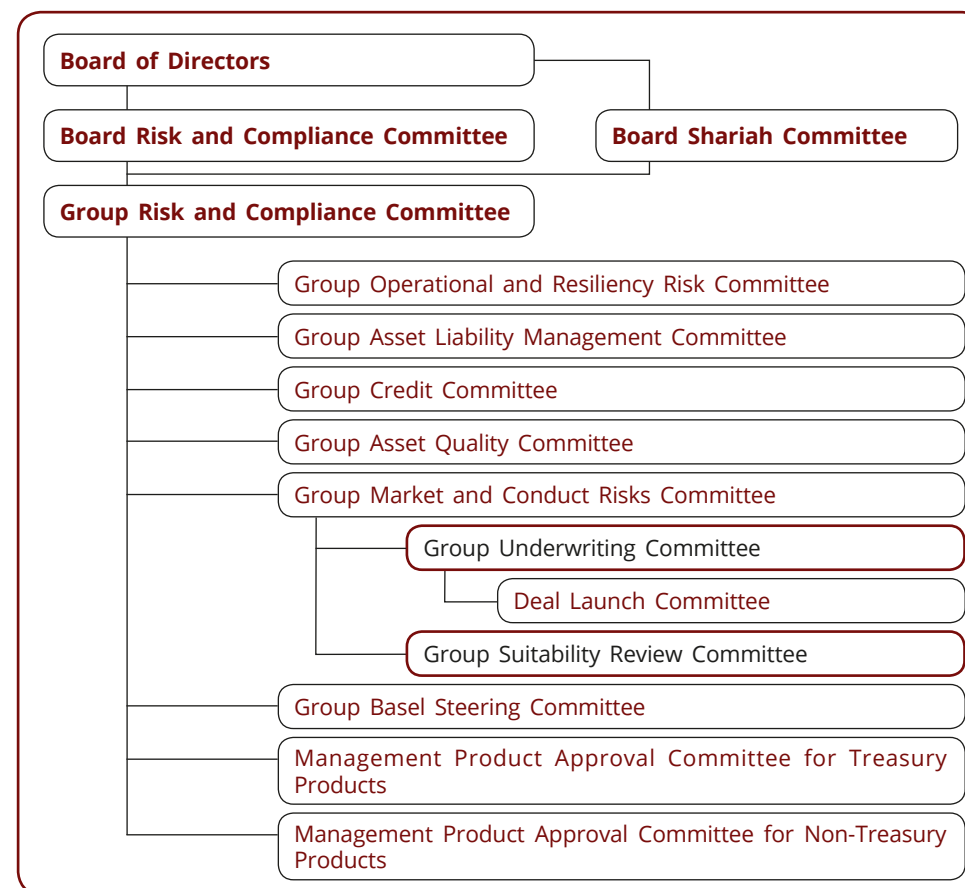 Board of Directors
Board Risk and Compliance Committee
Board Shariah Committee
Group Risk and Compliance Committee
Group Operational and Resiliency Risk Committee
Group Asset Liability Management Committee
Group Credit Committee
Group Asset Quality Committee
Group Market and Conduct Risks Committee
Group Underwriting Committee
Deal Launch Committee
Group Suitability Review Committee
Group Basel Steering Committee
Management Product Approval Committee for Treasury
Products
Management Product Approval Committee for Non-Treasury
Products